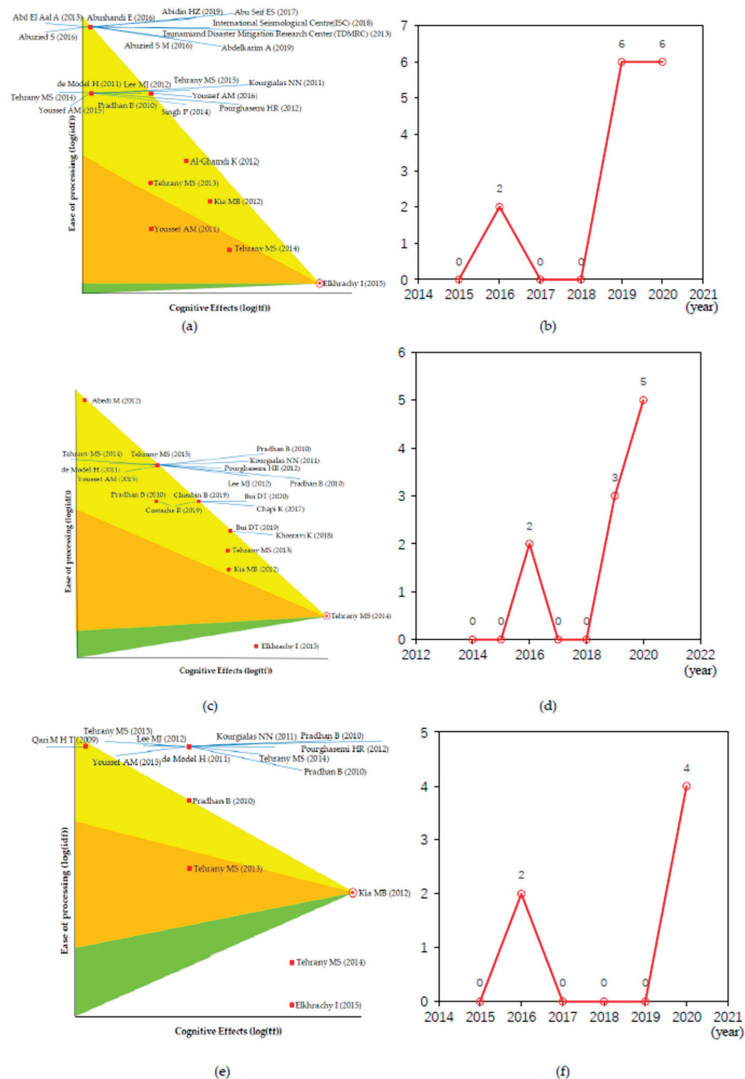 Abidan HZ (2019)
Abu Seif ES (2017)
Abd El Aal A (2013)
Abushandi E (2016)
International Seismological Centre(ISC) (2018)
Tsunamiand Disaster Mitigation Research Center (TDMRC) (2013)
Abuzied S (2016)
Abuzied S M (2016)
Abdelkarim A (2019)
de Model H (2011)
Lee MJ (2012)
Tehrany MS (2015)
Kourgialas NN (2011)
Tehrany MS (2014)
Youssef AM (2016)
Youssef AM (2015)
Pradhan B (2010)
Singh P (2014)
Pourghasemi HR (2012)
Al-Ghamdi K (2012)
Tehrany MS (2013)
Kia MB (2012)
Youssef AM (2011)
Tehrany MS (2014)
Elkhrachy I (2015)
Ease of processing (log(idf))
Cognitive Effects (log(tf))
(a)
7
6
5
4
3
2
1
0
0 2 0 0 6 6
2014 2015 2016 2017 2018 2019 2020 2021
(year)
(b)
Abedi M (2012)
Tehrany MS (2014)
Tehrany MS (2015)
Pradhan B (2010)
Kourgialas NN (2011)
de Model H (2011)
Pourghasemi HR (2012)
Youssef AM (2015)
Lee MJ (2012)
Pradhan B (2010)
Pradhan B (2010)
Choubin B (2019)
Bui DT (2020)
Costache R (2019)
Chapi K (2017)
Bui DT (2019)
Khosravi K (2018)
Tehrany MS (2013)
Kia MB (2012)
Tehrany MS (2014)
Elkhrachy I (2015)
Ease of processing (log(idf))
Cognitive Effects (log(tf))
(c)
6
5
4
3
2
1
0
0 0 2 0 0 3 5
2012 2014 2016 2018 2020 2022
(year)
(d)
Qari M H T (2009)
Tehrany MS (2015)
Lee MJ (2012)
Kourgialas NN (2011)
Pradhan B (2010)
Pourghasemi HR (2012)
Youssef AM (2015)
de Model H (2011)
Tehrany MS (2014)
Pradhan B (2010)
Pradhan B (2010)
Tehrany MS (2013)
Kia MB (2012)
Tehrany MS (2014)
Elkhrachy I (2015)
Ease of processing (log(idf))
Cognitive Effects (log(tf))
(e)
5
4
3
2
1
0
0 2 0 0 0 4
2014 2015 2016 2017 2018 2019 2020 2021
(year)
(f)